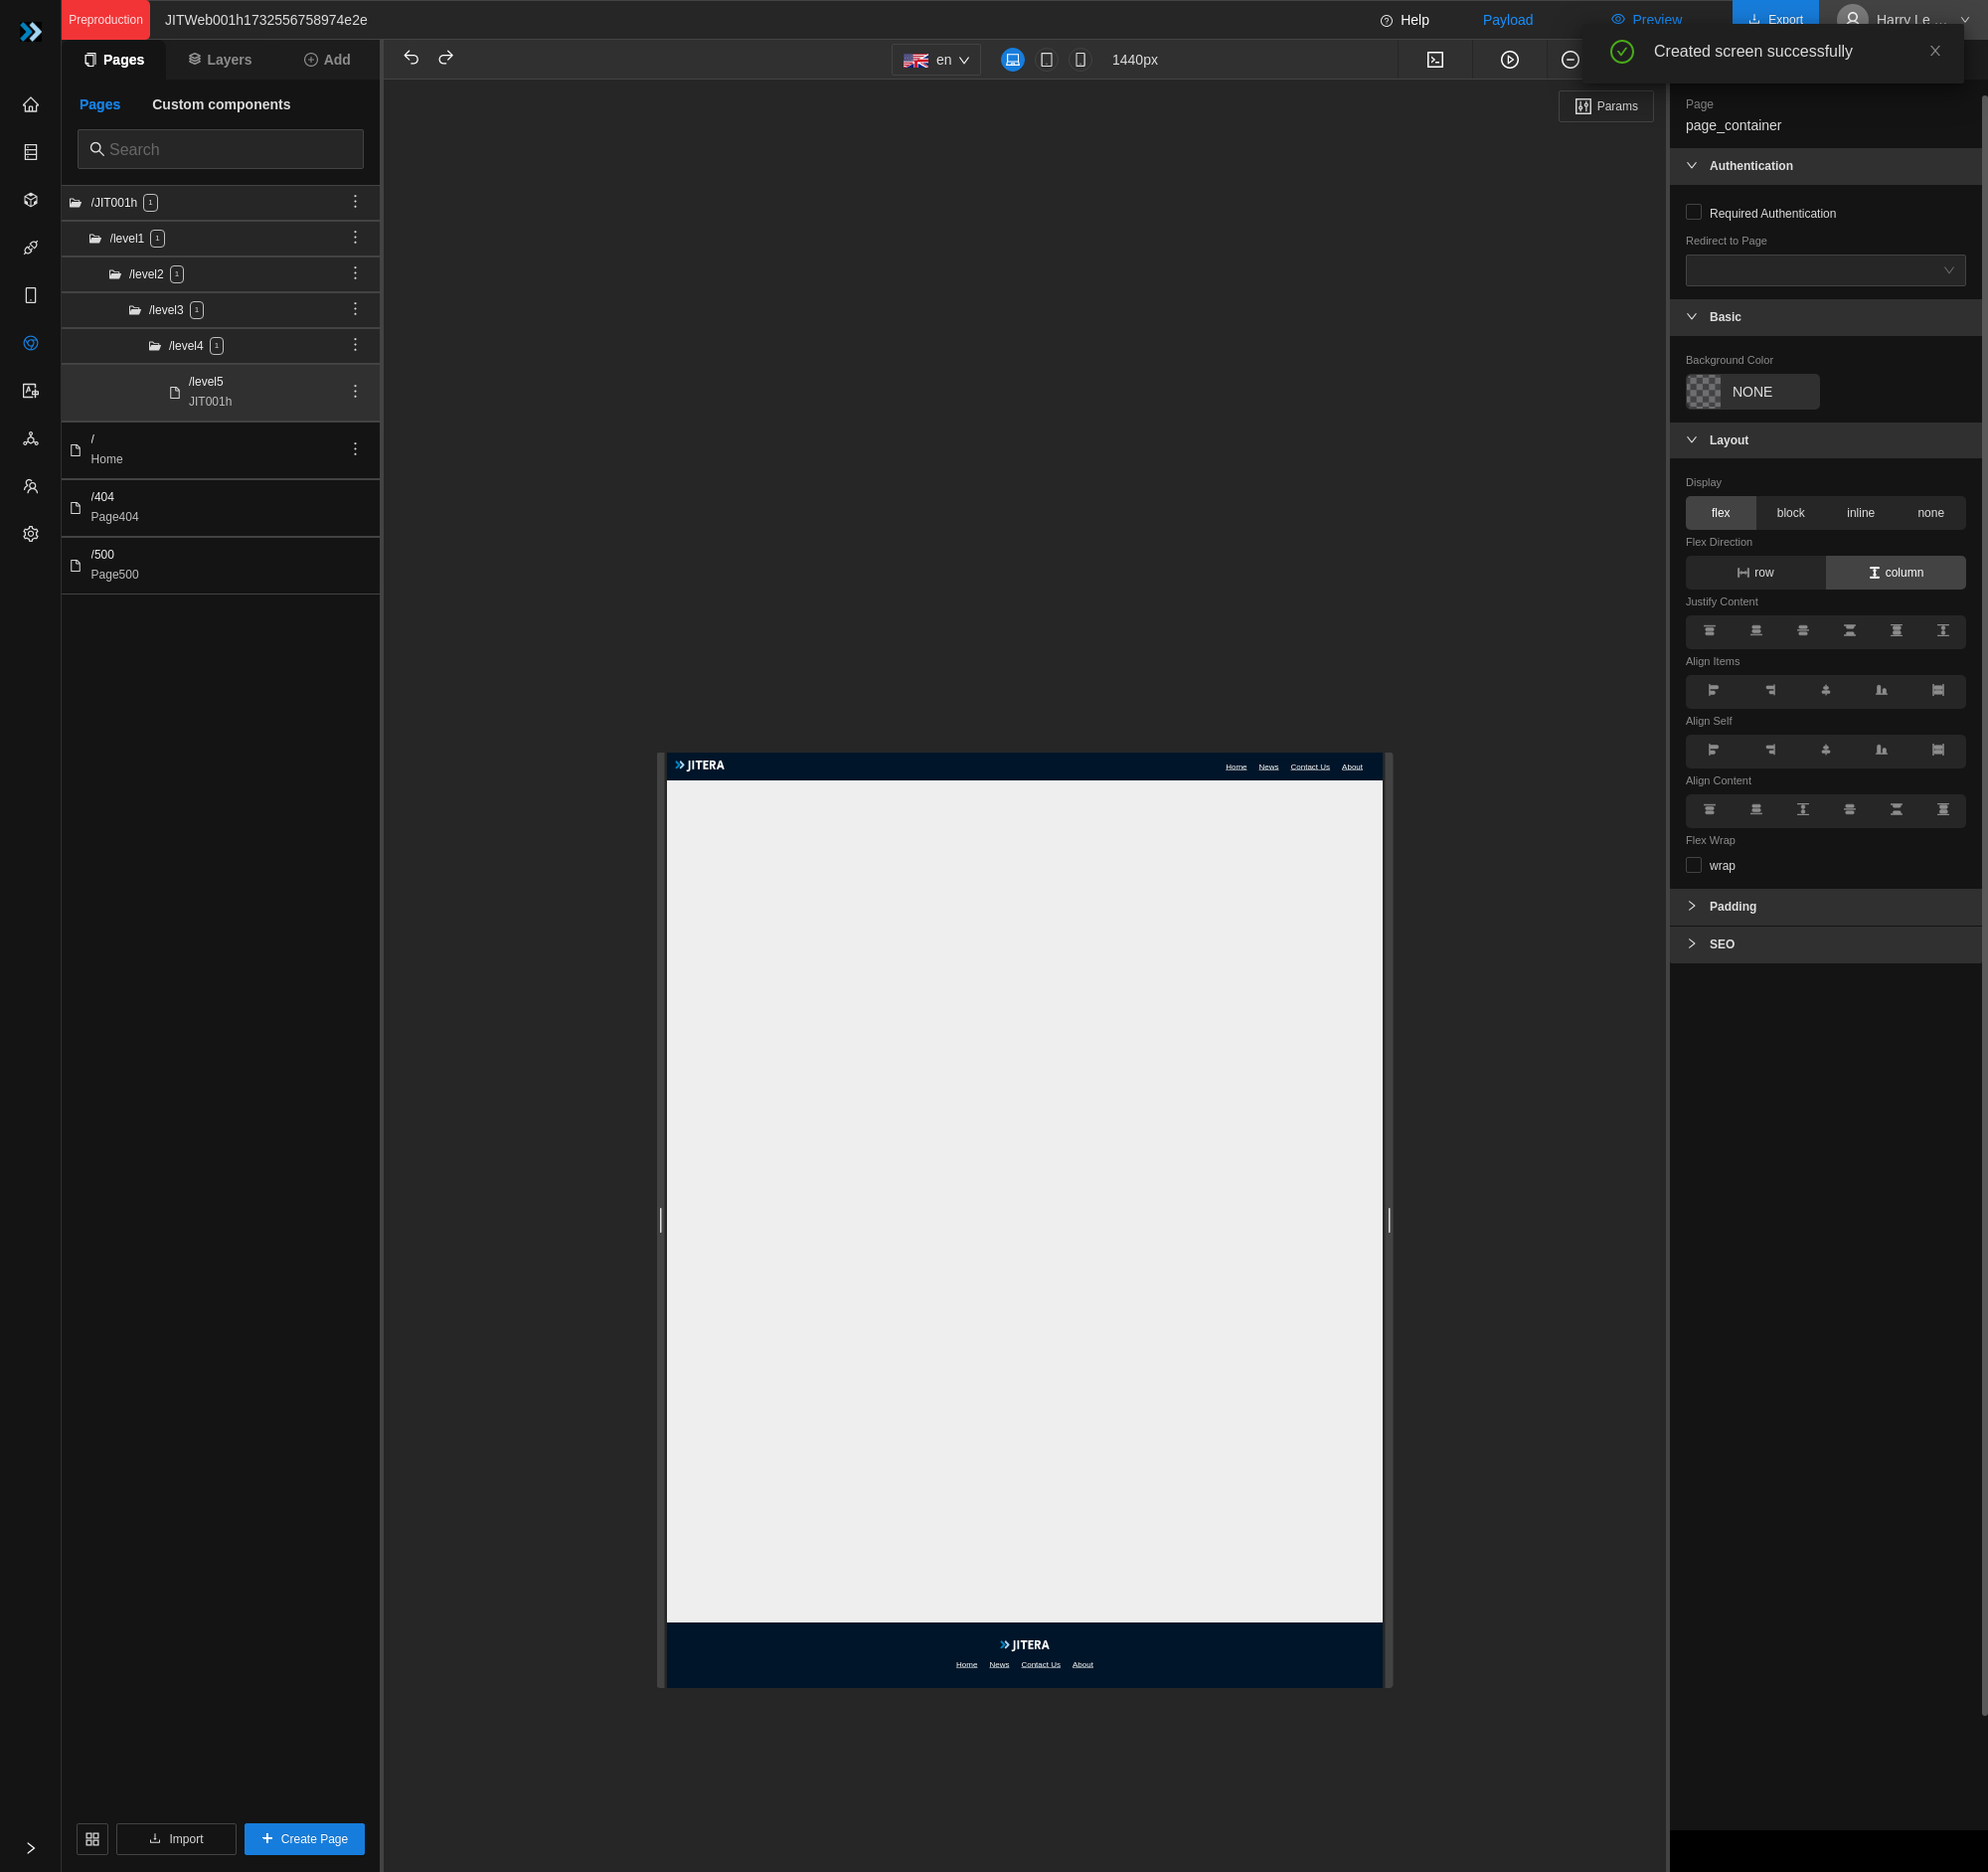 Preproduction
JITWeb001h1732556758974e2e
Help
Payload
Preview
Export
Harry Le ...
Created screen successfully
Pages
Layers
Add
en
1440px
Params
Pages
Custom components
Search
/JIT001h 1
/level1 1
/level2 1
/level3 1
/level4 1
/level5
JIT001h
/
Home
/404
Page404
/500
Page500
Import
Create Page
JITERA
Home News Contact Us About
JITERA
Home News Contact Us About
Page
page_container
Authentication
Required Authentication
Redirect to Page
Basic
Background Color
NONE
Layout
Display
flex block inline none
Flex Direction
row column
Justify Content
Align Items
Align Self
Align Content
Flex Wrap
wrap
Padding
SEO